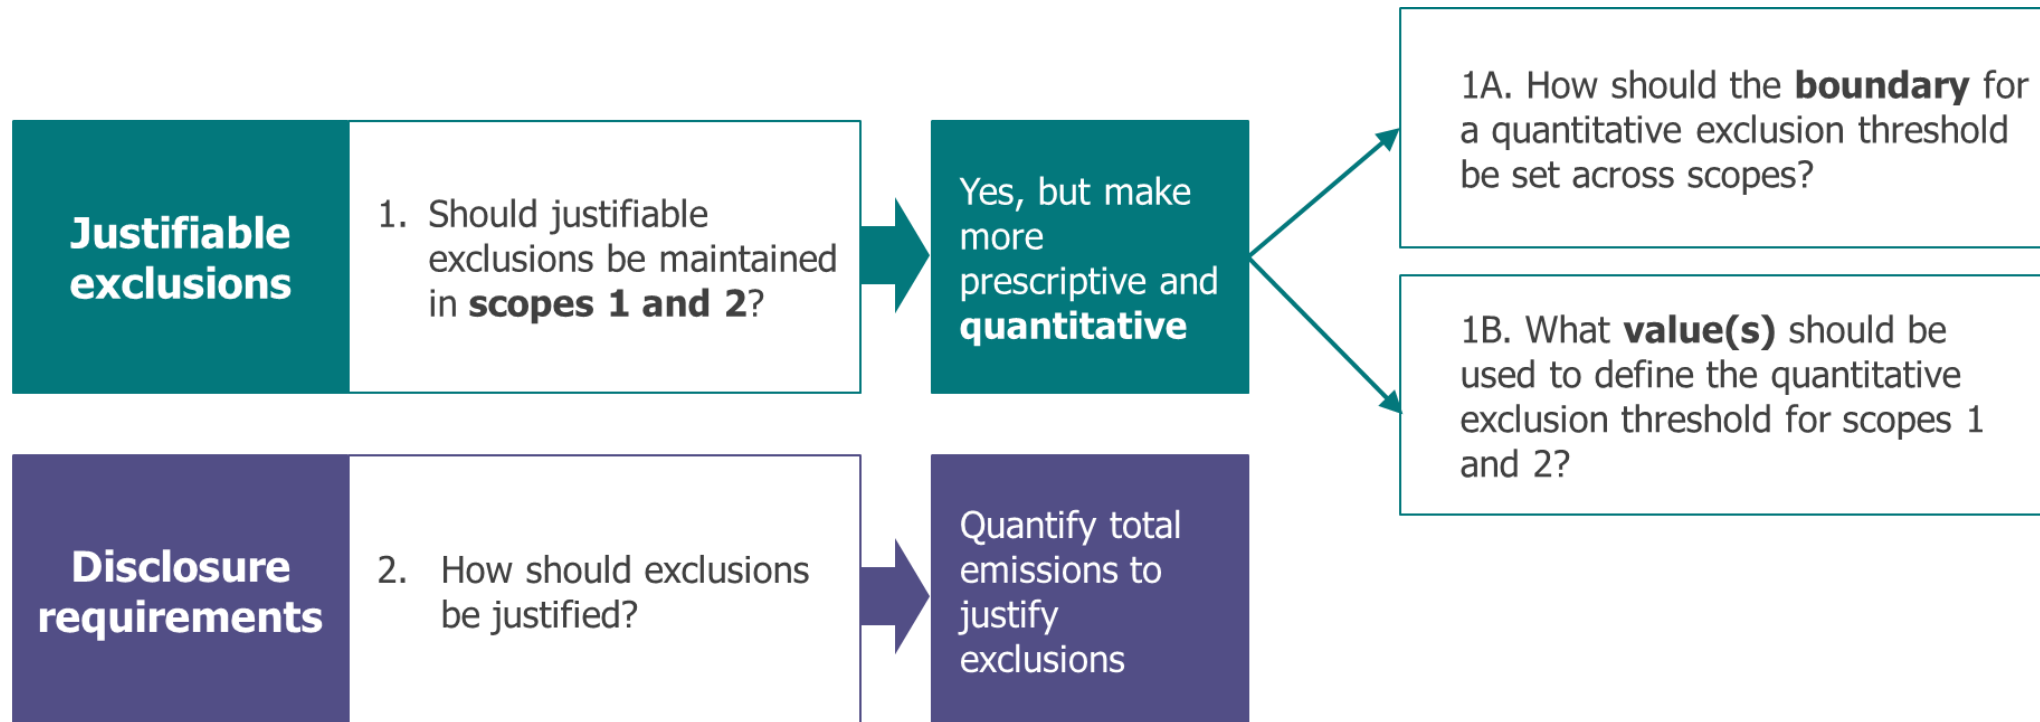 Justifiable
exclusions
1. Should justifiable
exclusions be maintained
in scopes 1 and 2?
Yes, but make
more
prescriptive and
quantitative
1A. How should the boundary for
a quantitative exclusion threshold
be set across scopes?
1B. What value(s) should be
used to define the quantitative
exclusion threshold for scopes 1
and 2?
Disclosure
requirements
2. How should exclusions
be justified?
Quantify total
emissions to
justify
exclusions